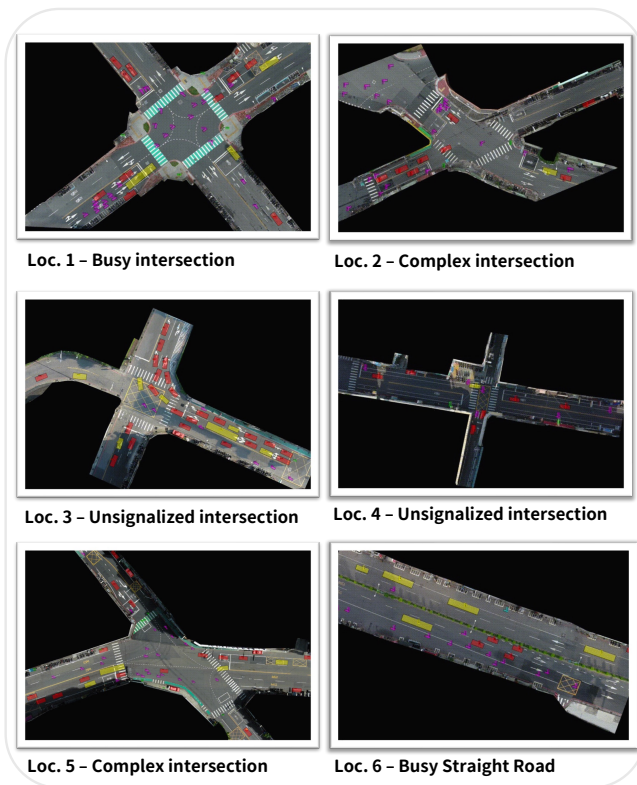 Loc. 1 – Busy intersection
Loc. 2 – Complex intersection
Loc. 3 – Unsignalized intersection
Loc. 4 – Unsignalized intersection
Loc. 5 – Complex intersection
Loc. 6 – Busy Straight Road